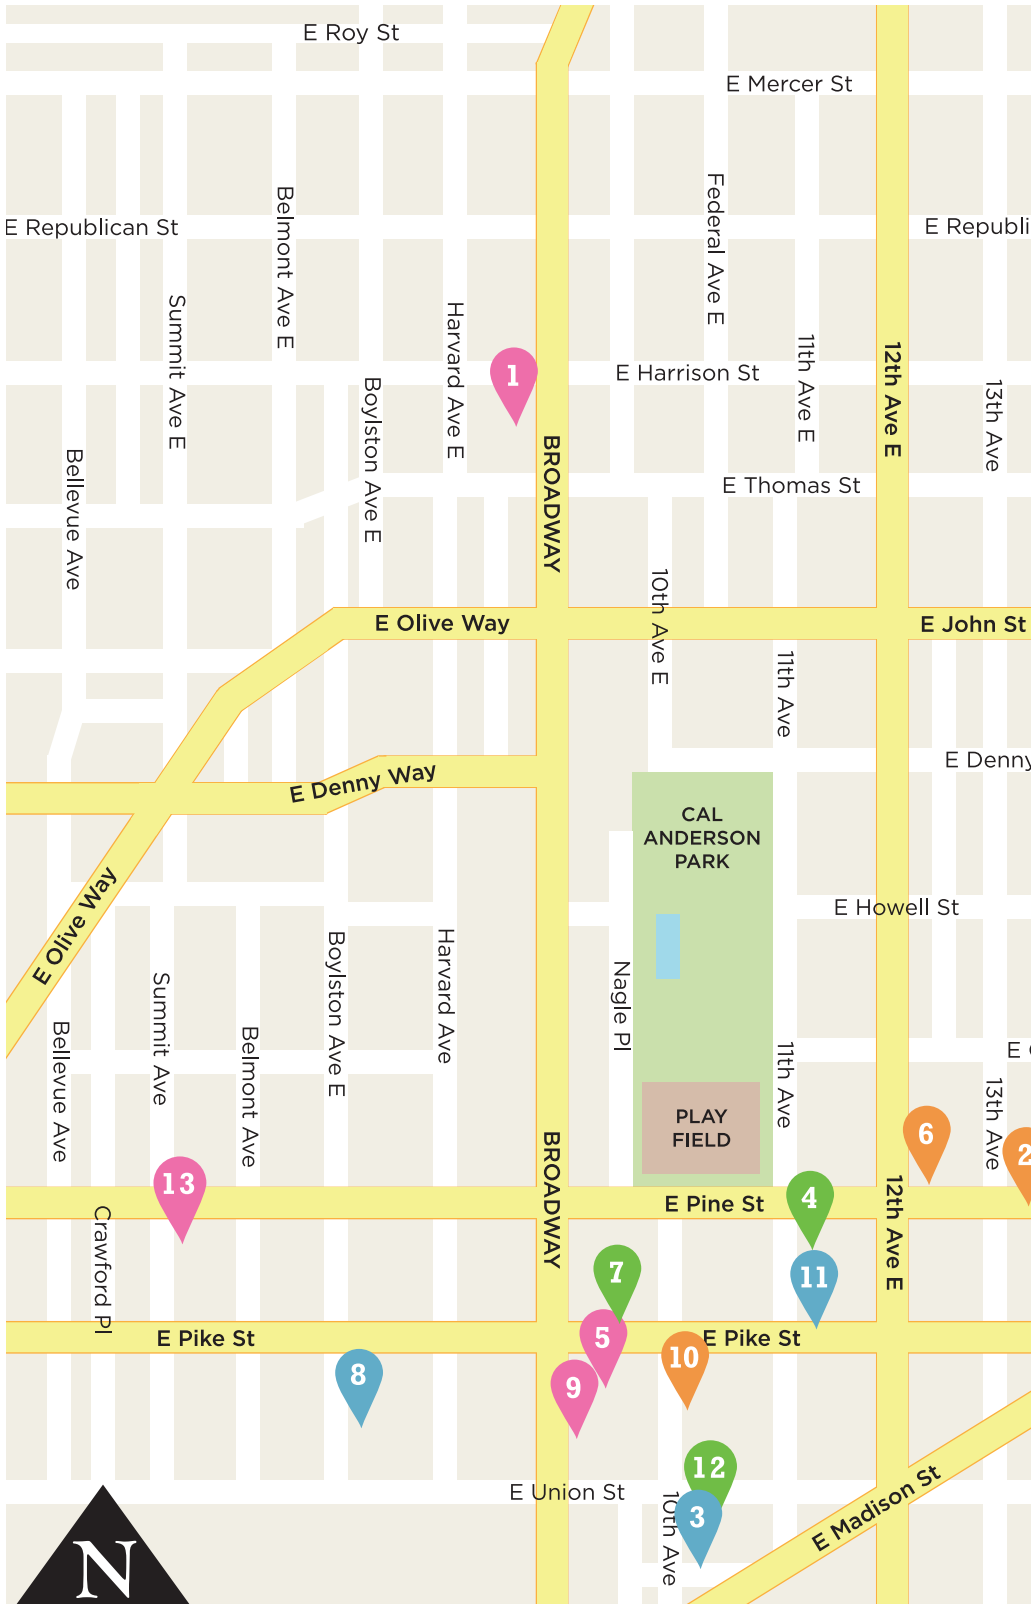 E Roy St
E Mercer St
Federal Ave E
Belmont Ave E
E Republican St
E Republi
Summit Ave E
Harvard Ave E
11th Ave E
12th Ave E
1
E Harrison St
Boylston Ave E
13th Ave
BROADWAY
Bellevue Ave
E Thomas St
10th Ave E
E Olive Way
E John St
11th Ave
E Denny Way
E Denny
CAL
ANDERSON
PARK
E Olive Way
E Howell St
Harvard Ave
Boylston Ave E
Nagle Pl
Summit Ave
Bellevue Ave
Belmont Ave
11th Ave
E
13th Ave
PLAY
FIELD
6
2
BROADWAY
13
12th Ave E
4
E Pine St
Crawford Pl
7
11
5
E Pike St
E Pike St
10
8
9
12
E Union St
10th Ave
3
E Madison St
N